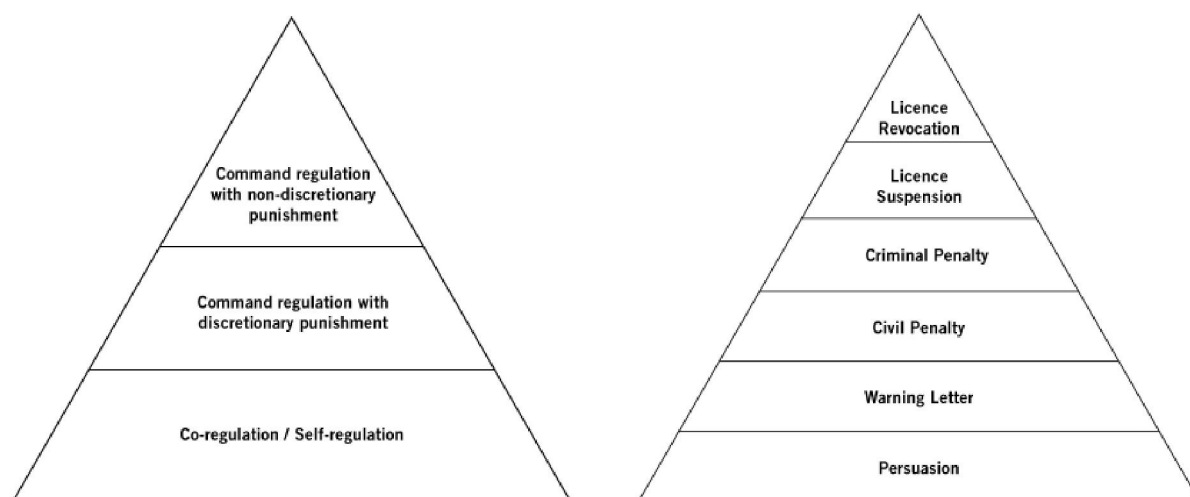 Command regulation
with non-discretionary
punishment
Command regulation with
discretionary punishment
Co-regulation / Self-regulation
Licence
Revocation
Licence
Suspension
Criminal Penalty
Civil Penalty
Warning Letter
Persuasion